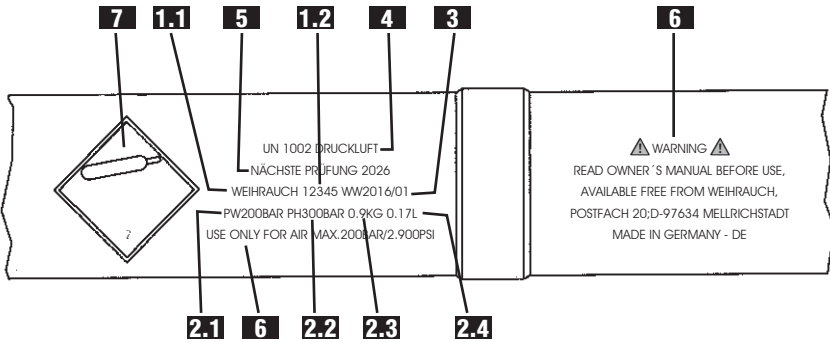 7 1.1 5 1.2 4 3 6
UN 1002 DRUCKLUFT
NÄCHSTE PRÜFUNG 2026
WEIHRAUCH 12345 WW2016/01
PW200BAR PH300BAR 0.9KG 0.17L
USE ONLY FOR AIR MAX.200BAR/2.900PSI
2
WARNING
READ OWNER´S MANUAL BEFORE USE,
AVAILABLE FREE FROM WEIHRAUCH,
POSTFACH 20;D-97634 MELLRICHSTADT
MADE IN GERMANY - DE
2.1 6 2.2 2.3 2.4